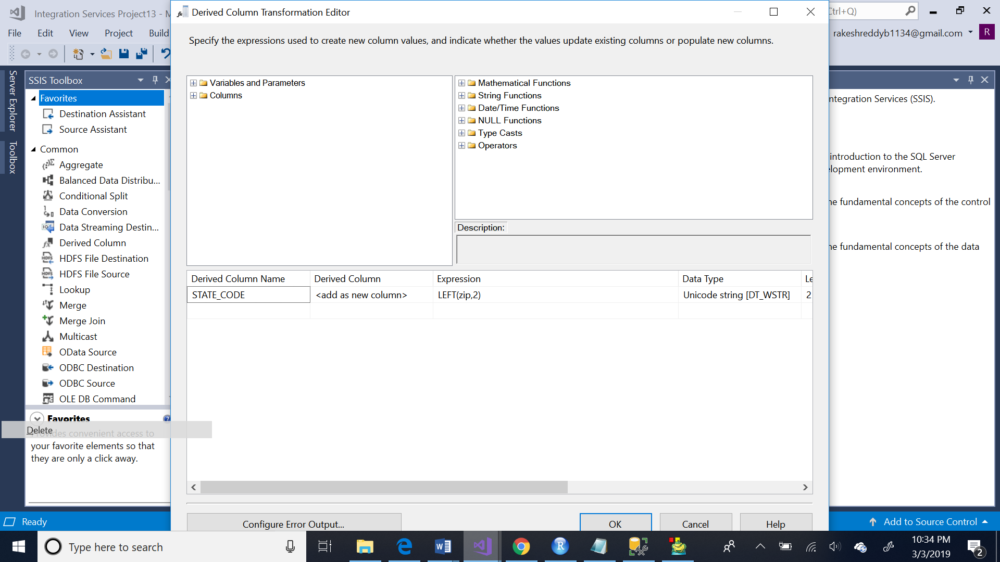 Integration Services Project13 - M
Derived Column Transformation Editor
Ctrl+Q)
File Edit View Project Build
rakeshreddyb1134@gmail.com R
Specify the expressions used to create new column values, and indicate whether the values update existing columns or populate new columns.
Server Explorer
Toolbox
SSIS Toolbox
Favorites
Destination Assistant
Source Assistant
Common
Aggregate
Balanced Data Distribu...
Conditional Split
Data Conversion
Data Streaming Destin...
Derived Column
HDFS File Destination
HDFS File Source
Lookup
Merge
Merge Join
Multicast
OData Source
ODBC Destination
ODBC Source
OLE DB Command
Favorites
Delete
Provides convenient access to
your favorite elements so that
they are only a click away.
Variables and Parameters
Columns
Mathematical Functions
String Functions
Date/Time Functions
NULL Functions
Type Casts
Operators
Description:
Derived Column Name Derived Column Expression Data Type Le
STATE_CODE <add as new column> LEFT(zip,2) Unicode string [DT_WSTR] 2
Configure Error Output... OK Cancel Help
ntegration Services (SSIS).
introduction to the SQL Server
lopment environment.
ne fundamental concepts of the control
ne fundamental concepts of the data
Ready
Add to Source Control
Type here to search
10:34 PM
3/3/2019
2